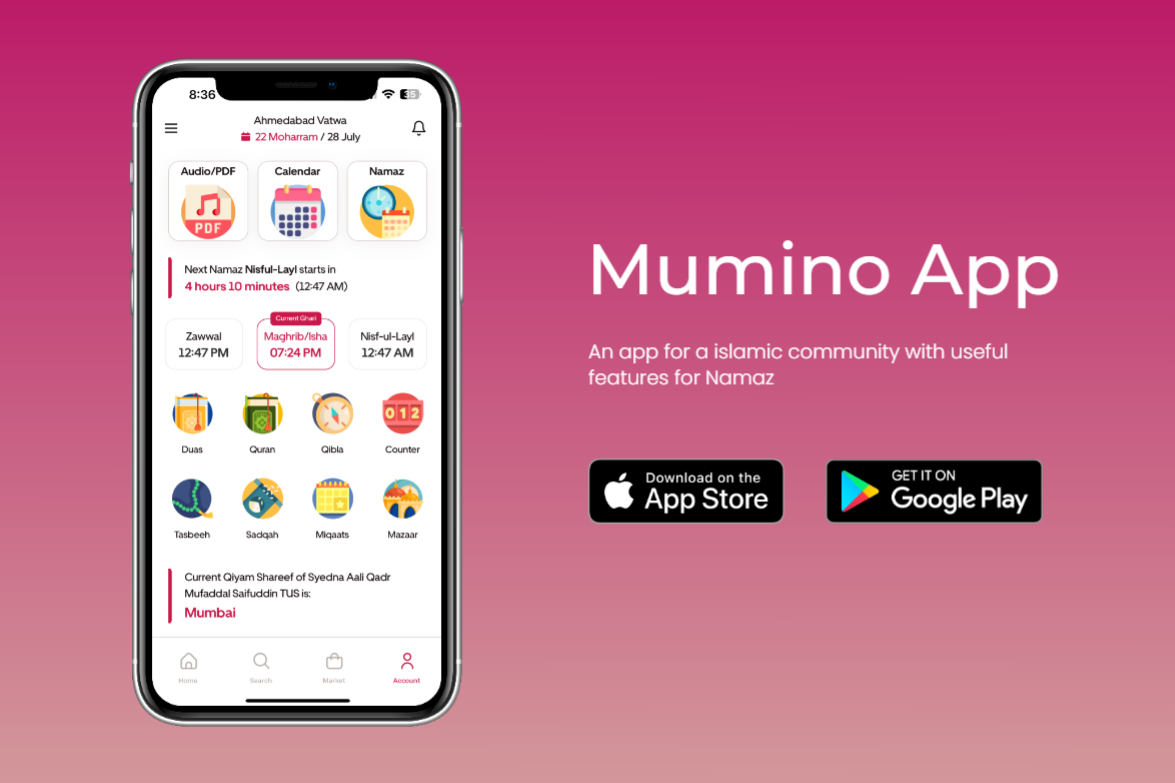 8:36
35
Ahmedabad Vatwa
22 Moharram / 28 July
Audio/PDF
Calendar
Namaz
PDF
Next Namaz Nisful-Layl starts in
4 hours 10 minutes (12:47 AM)
Current Ghari
Zawwal
Maghrib/Isha
Nisf-ul-Layl
12:47 PM
07:24 PM
12:47 AM
012
Duas
Quran
Qibla
Counter
Tasbeeh
Sadqah
Miqaats
Mazaar
Current Qiyam Shareef of Syedna Aali Qadr
Mufaddal Saifuddin TUS is:
Mumbai
Home
Search
Market
Account
Mumino App
An app for a islamic community with useful
features for Namaz
Download on the
App Store
GET IT ON
Google Play